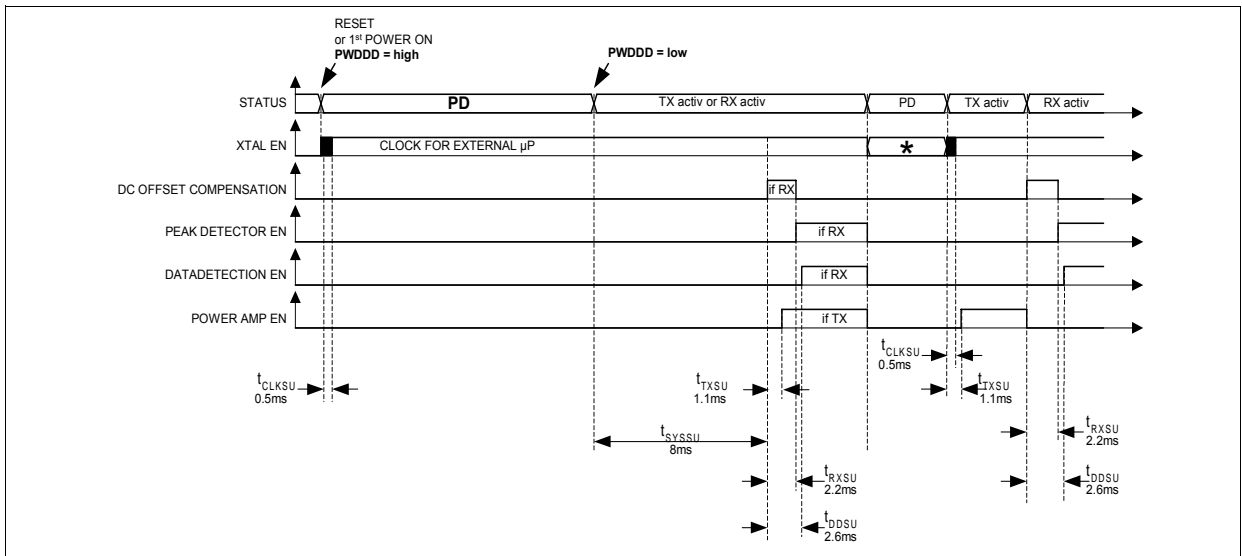 RESET
or 1st POWER ON
PWDDD = high
PWDDD = low
STATUS
PD
TX activ or RX activ
PD
TX activ
RX activ
XTAL EN
CLOCK FOR EXTERNAL µP
*
DC OFFSET COMPENSATION
if RX
PEAK DETECTOR EN
if RX
DATADETECTION EN
if RX
POWER AMP EN
if TX
tCLKSU
0.5ms
tTXSU
1.1ms
tCLKSU
0.5ms
tTXSU
1.1ms
tSYSSU
8ms
tRXSU
2.2ms
tRXSU
2.2ms
tDDSU
2.6ms
tDDSU
2.6ms